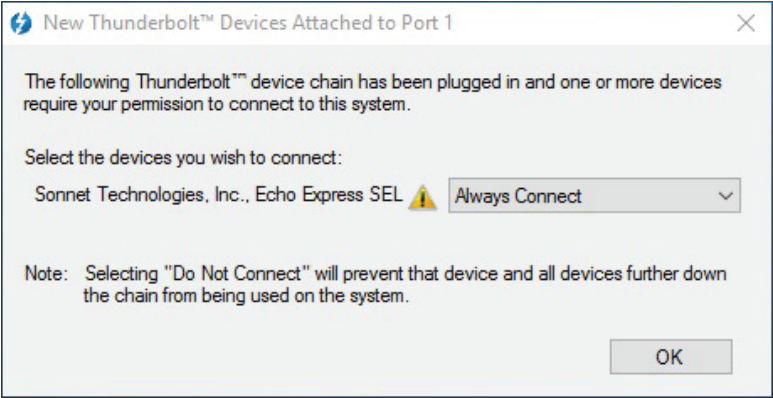 New Thunderbolt™ Devices Attached to Port 1
The following Thunderbolt™ device chain has been plugged in and one or more devices
require your permission to connect to this system.
Select the devices you wish to connect:
Sonnet Technologies, Inc., Echo Express SEL Always Connect
Note: Selecting "Do Not Connect" will prevent that device and all devices further down
the chain from being used on the system.
OK